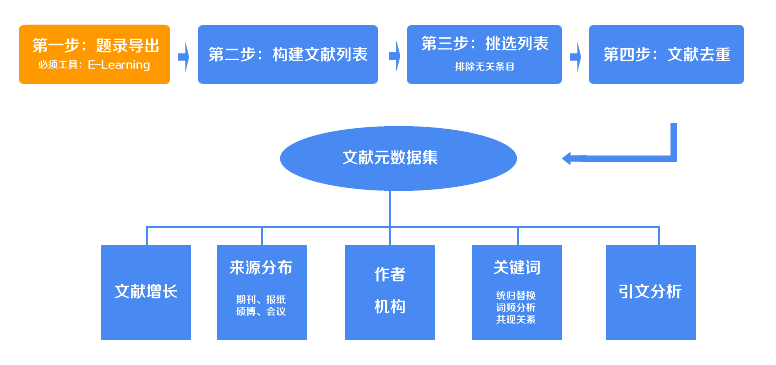 第一步：题录导出
必须工具：E-Learning
第二步：构建文献列表
第三步：挑选列表
排除无关条目
第四步：文献去重
文献元数据集
文献增长
来源分布
期刊、报纸
硕博、会议
作者
机构
关键词
统归替换
词频分析
共现关系
引文分析